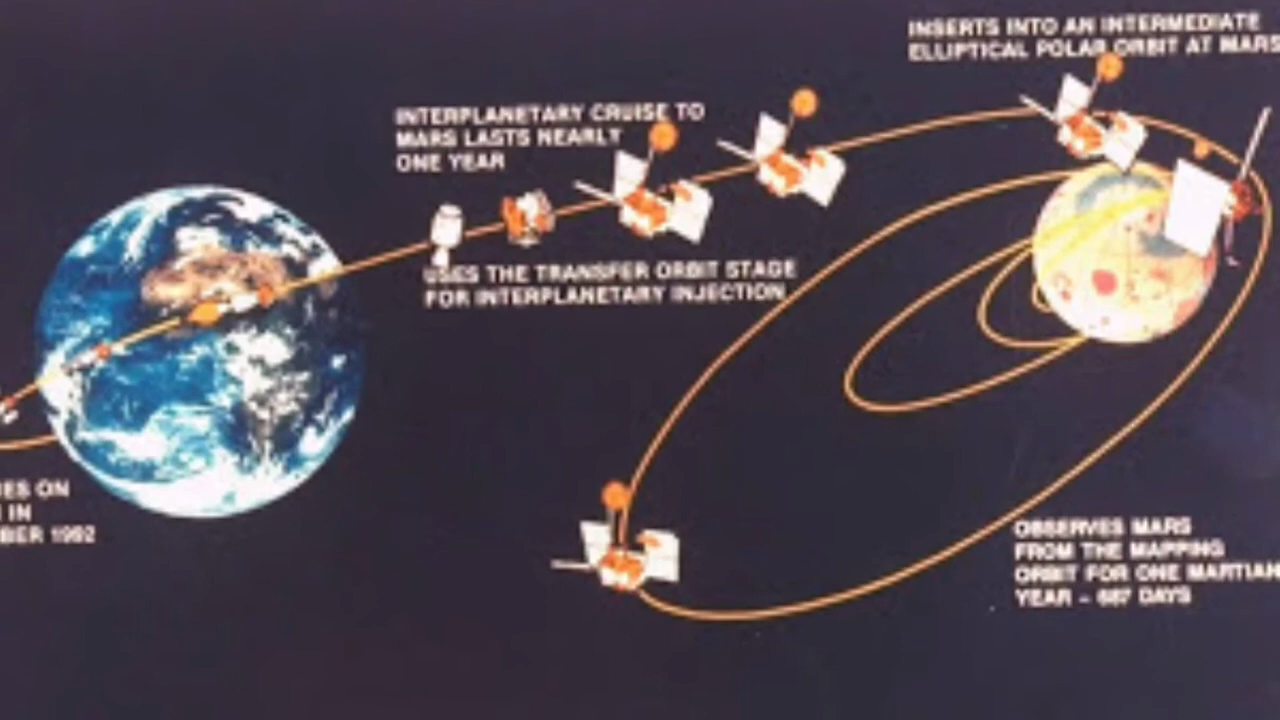 INSERTS INTO AN INTERMEDIATE
ELLIPTICAL POLAR ORBIT AT MARS
INTERPLANETARY CRUISE TO
MARS LASTS NEARLY
ONE YEAR
USES THE TRANSFER ORBIT STAGE
FOR INTERPLANETARY INJECTION
ES ON
IN
BER 1992
OBSERVES MARS
FROM THE MAPPING
ORBIT FOR ONE MARTIAN
YEAR - 687 DAYS